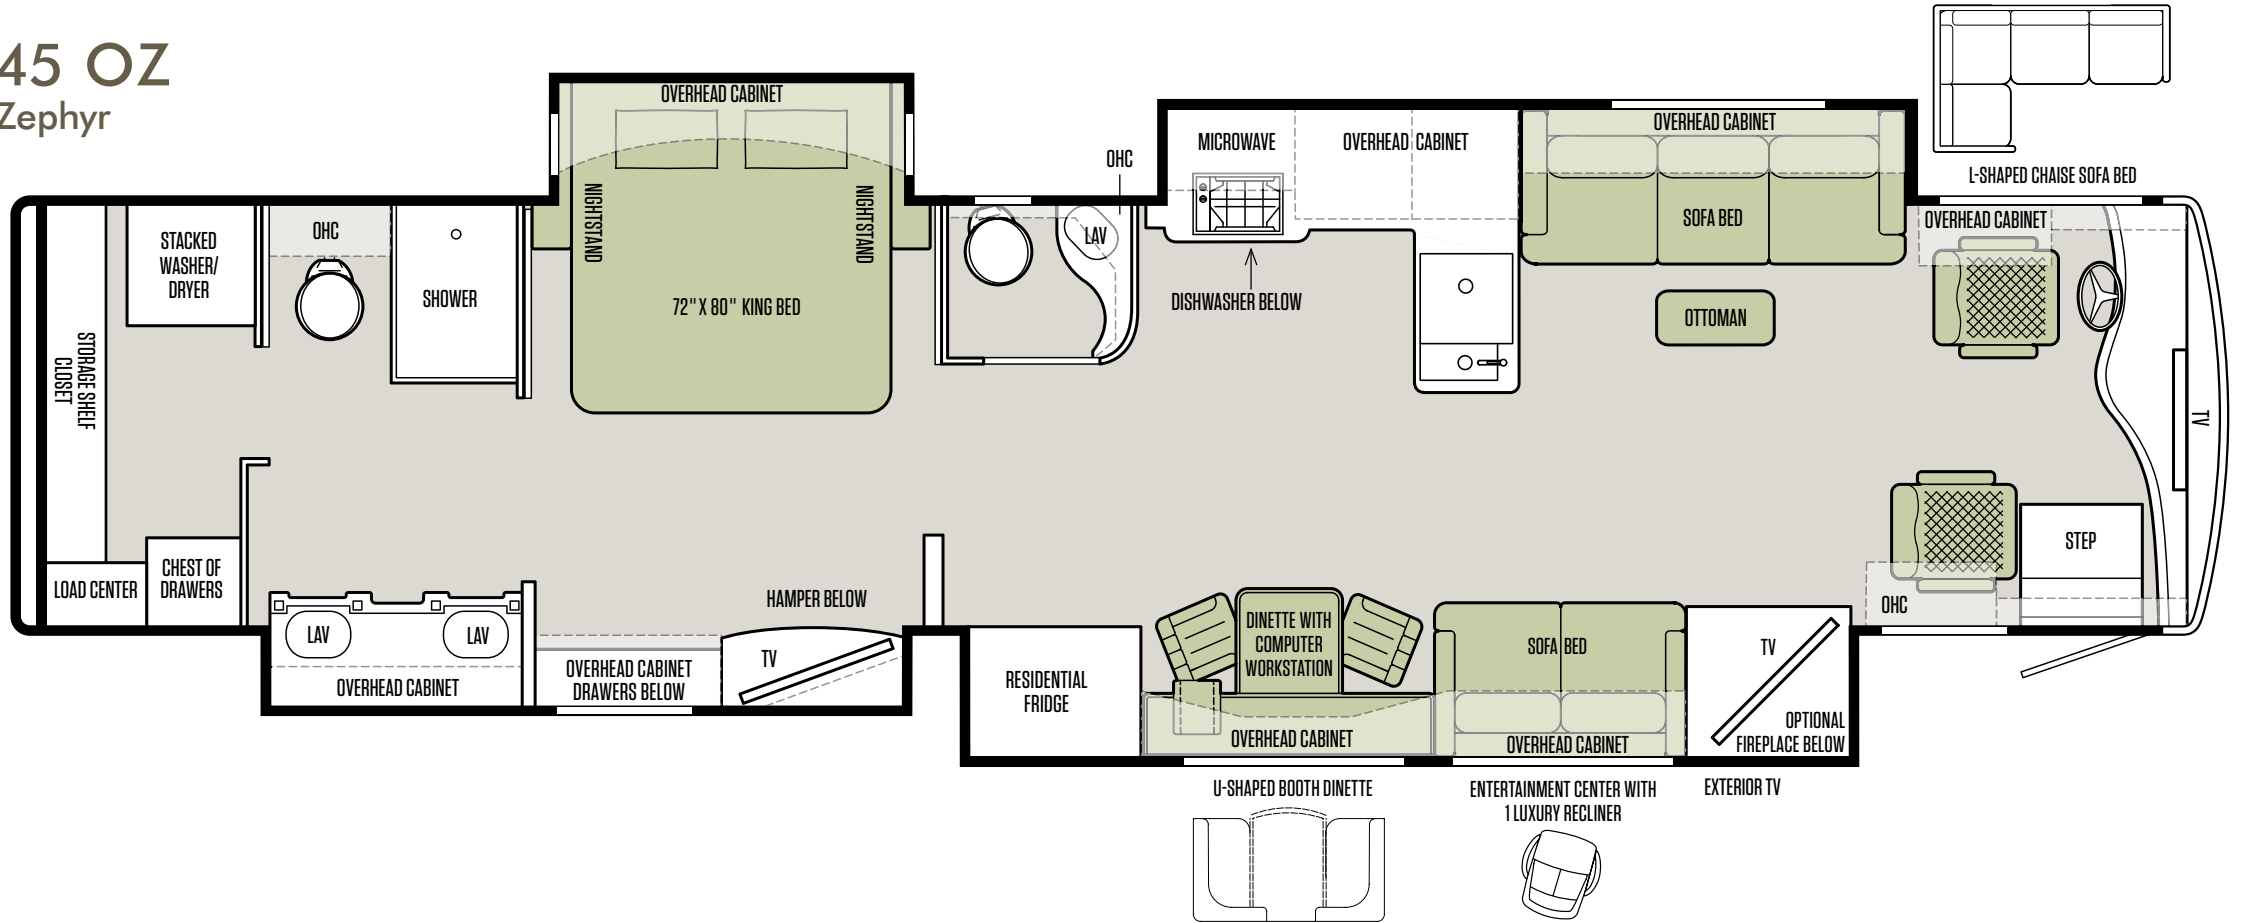 45 OZ
Zephyr
OVERHEAD CABINET
NIGHTSTAND
NIGHTSTAND
72" X 80" KING BED
STACKED
WASHER/
DRYER
OHC
SHOWER
STORAGE SHELF
CLOSET
LOAD CENTER
CHEST OF
DRAWERS
LAV
LAV
OVERHEAD CABINET
OVERHEAD CABINET
DRAWERS BELOW
HAMPER BELOW
TV
OHC
LAV
MICROWAVE
OVERHEAD CABINET
DISHWASHER BELOW
OVERHEAD CABINET
SOFA BED
OTTOMAN
L-SHAPED CHAISE SOFA BED
OVERHEAD CABINET
TV
STEP
OHC
RESIDENTIAL
FRIDGE
DINETTE WITH
COMPUTER
WORKSTATION
OVERHEAD CABINET
SOFA BED
OVERHEAD CABINET
TV
OPTIONAL
FIREPLACE BELOW
U-SHAPED BOOTH DINETTE
ENTERTAINMENT CENTER WITH
1 LUXURY RECLINER
EXTERIOR TV